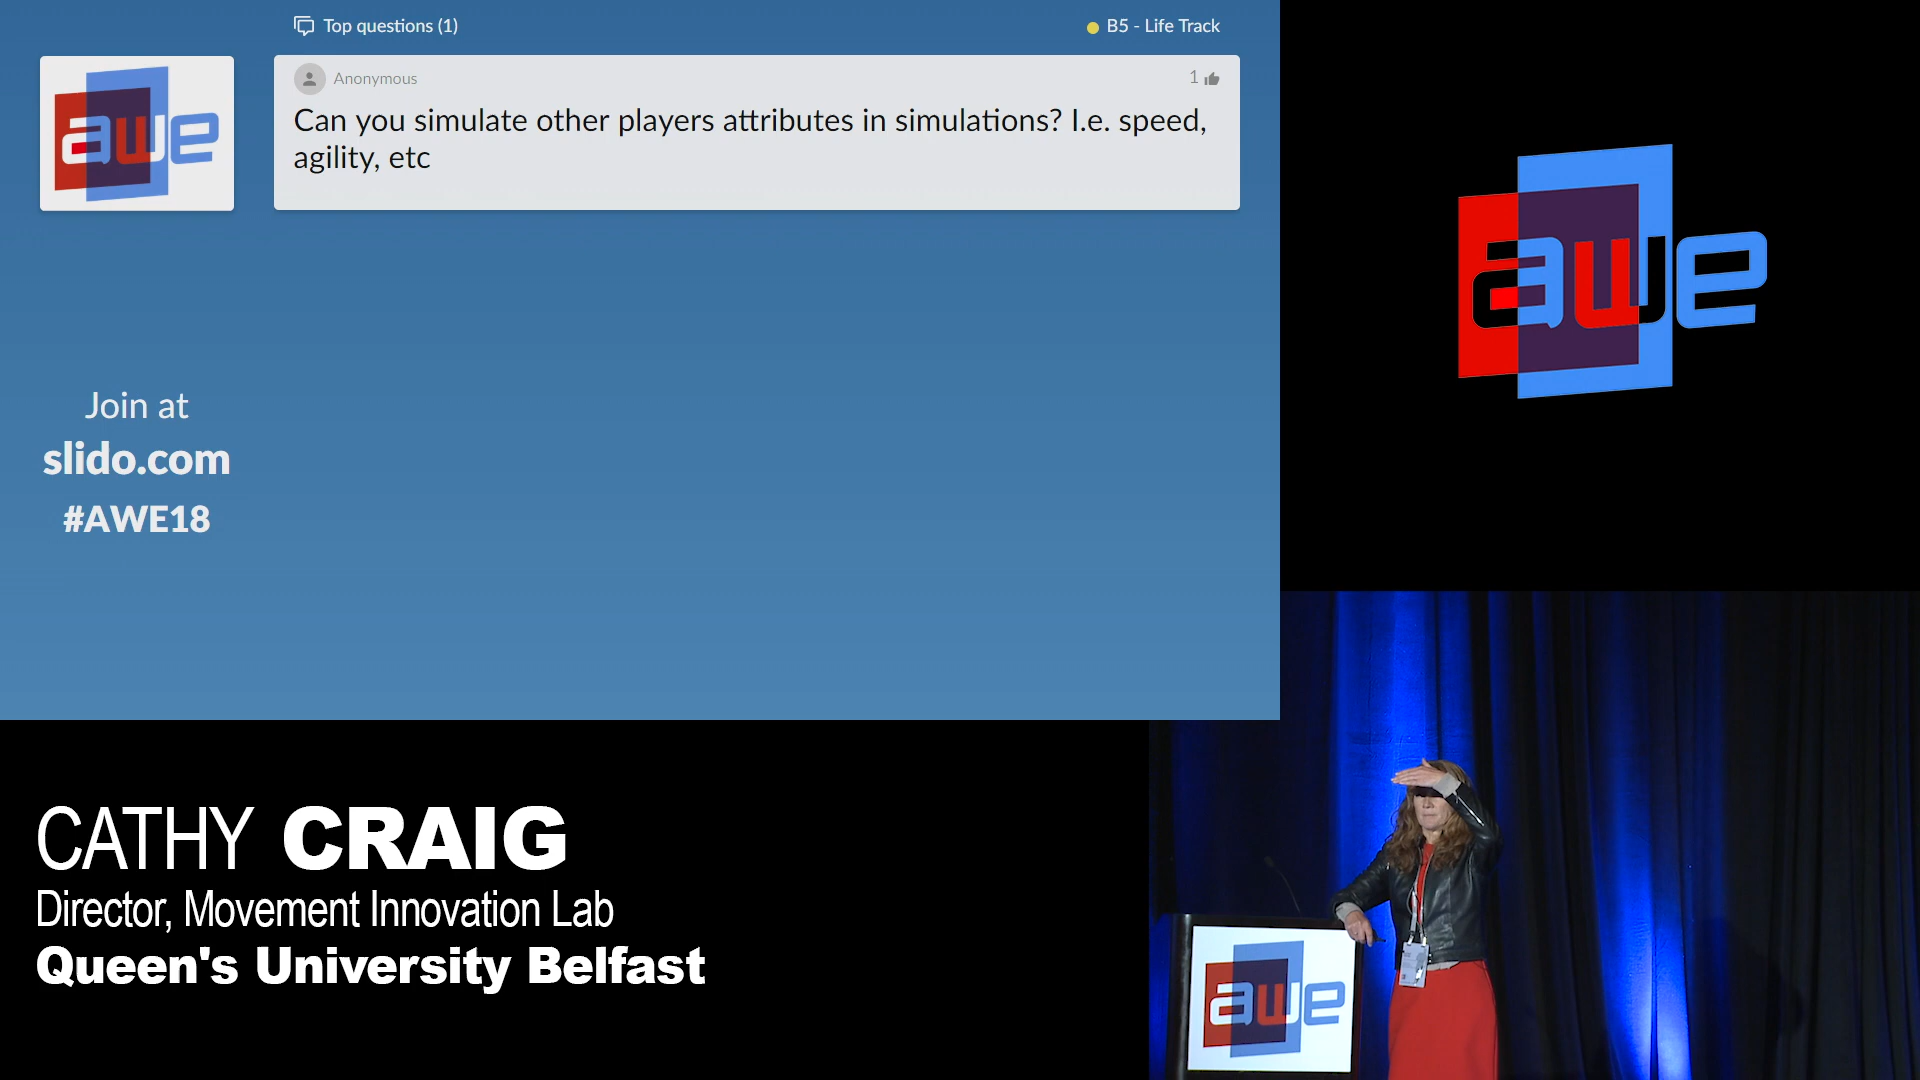 Top questions (1)
B5 - Life Track
awe
Anonymous
1
Can you simulate other players attributes in simulations? I.e. speed,
agility, etc
Join at
slido.com
#AWE18
awe
CATHY CRAIG
Director, Movement Innovation Lab
Queen's University Belfast
awe